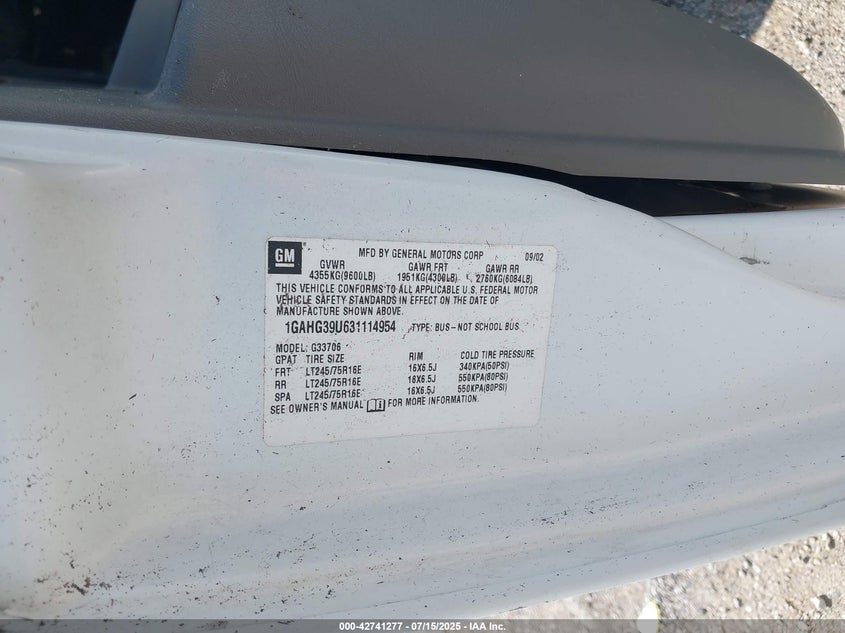 GM
MFD BY GENERAL MOTORS CORP 09/02
GVWR GAWR FRT GAWR RR
4355KG(9600LB) 1951KG(4300LB) 2760KG(6084LB)
THIS VEHICLE CONFORMS TO ALL APPLICABLE U.S. FEDERAL MOTOR
VEHICLE SAFETY STANDARDS IN EFFECT ON THE DATE OF
MANUFACTURE SHOWN ABOVE.
1GAHG39U631114954 TYPE: BUS - NOT SCHOOL BUS
MODEL: G33706
GPAT TIRE SIZE RIM COLD TIRE PRESSURE
FRT LT245/75R16E 16X6.5J 340KPA(50PSI)
RR LT245/75R16E 16X6.5J 550KPA(80PSI)
SPA LT245/75R16E 16X6.5J 550KPA(80PSI)
SEE OWNER'S MANUAL FOR MORE INFORMATION.
000-42741277 - 07/15/2025 - IAA Inc.